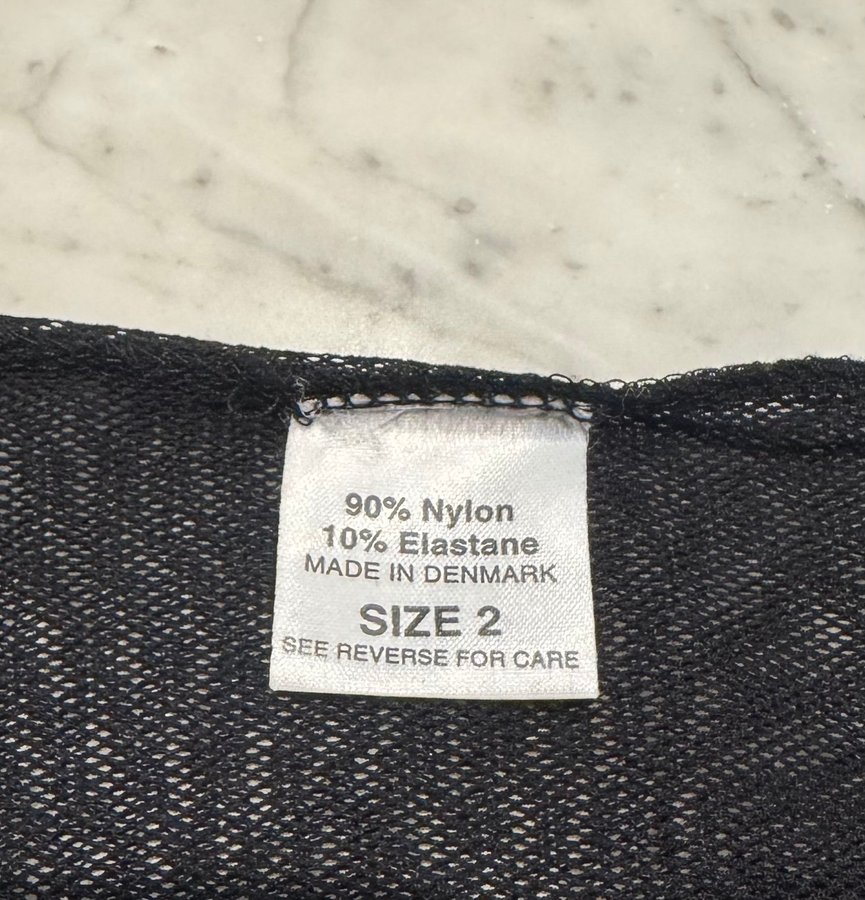 90% Nylon
10% Elastane
MADE IN DENMARK
SIZE 2
SEE REVERSE FOR CARE